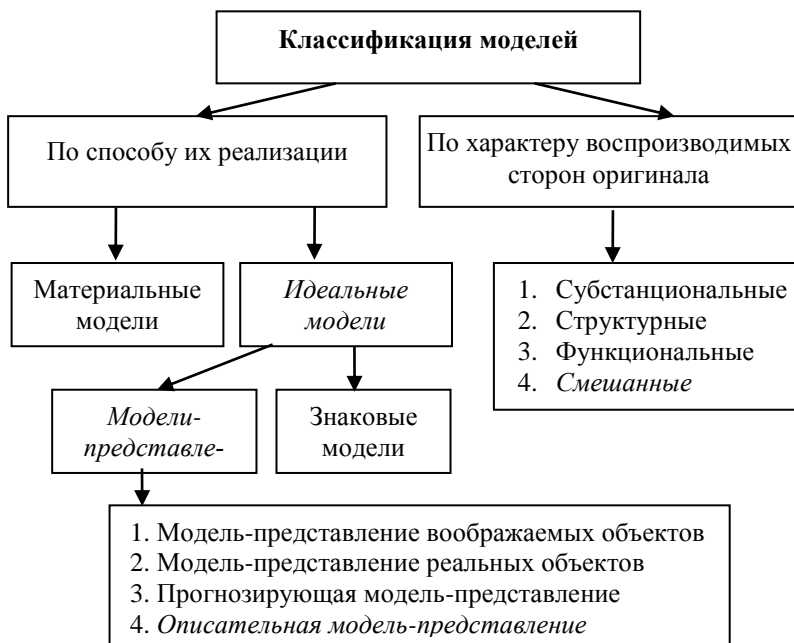 Классификация моделей
По способу их реализации
По характеру воспроизводимых
сторон оригинала
Материальные
модели
Идеальные
модели
1. Субстанциональные
2. Структурные
3. Функциональные
4. Смешанные
Модели-
представле-
Знаковые
модели
1. Модель-представление воображаемых объектов
2. Модель-представление реальных объектов
3. Прогнозирующая модель-представление
4. Описательная модель-представление